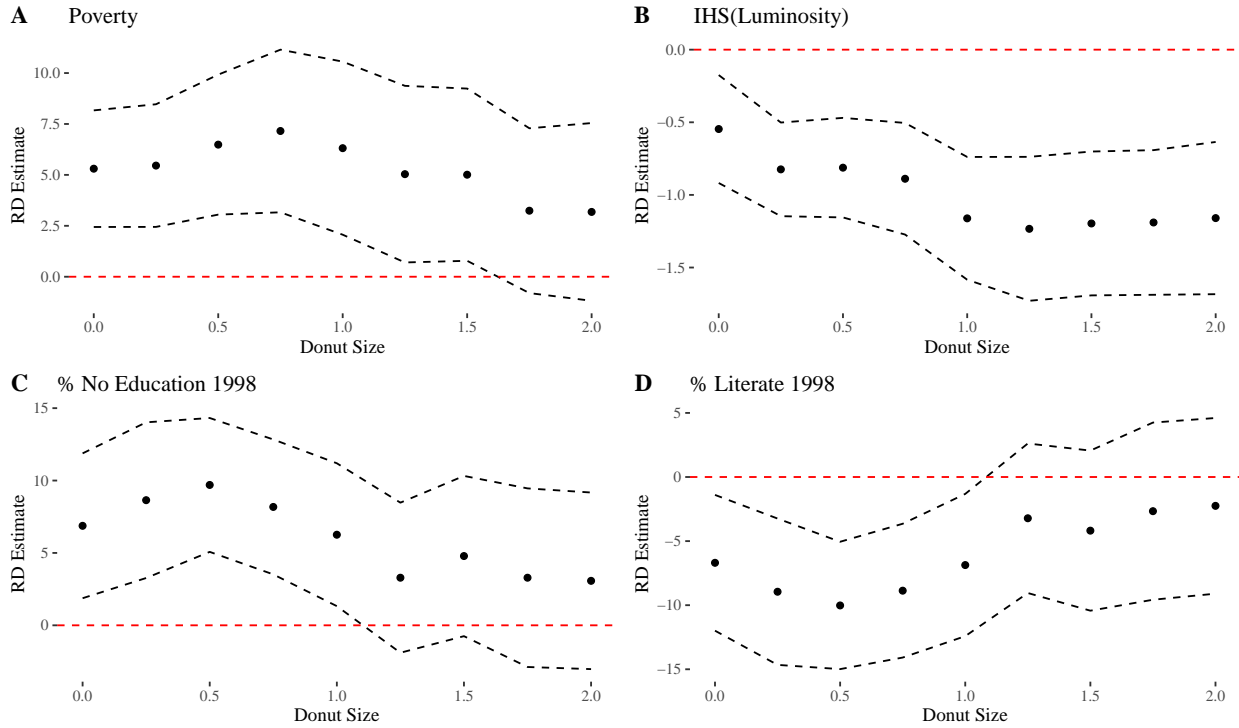 A Poverty
RD Estimate
10.0
7.5
5.0
2.5
0.0
0.0 0.5 1.0 1.5 2.0
Donut Size
B IHS(Luminosity)
RD Estimate
0.0
−0.5
−1.0
−1.5
0.0 0.5 1.0 1.5 2.0
Donut Size
C % No Education 1998
RD Estimate
15
10
5
0
0.0 0.5 1.0 1.5 2.0
Donut Size
D % Literate 1998
RD Estimate
5
0
−5
−10
−15
0.0 0.5 1.0 1.5 2.0
Donut Size